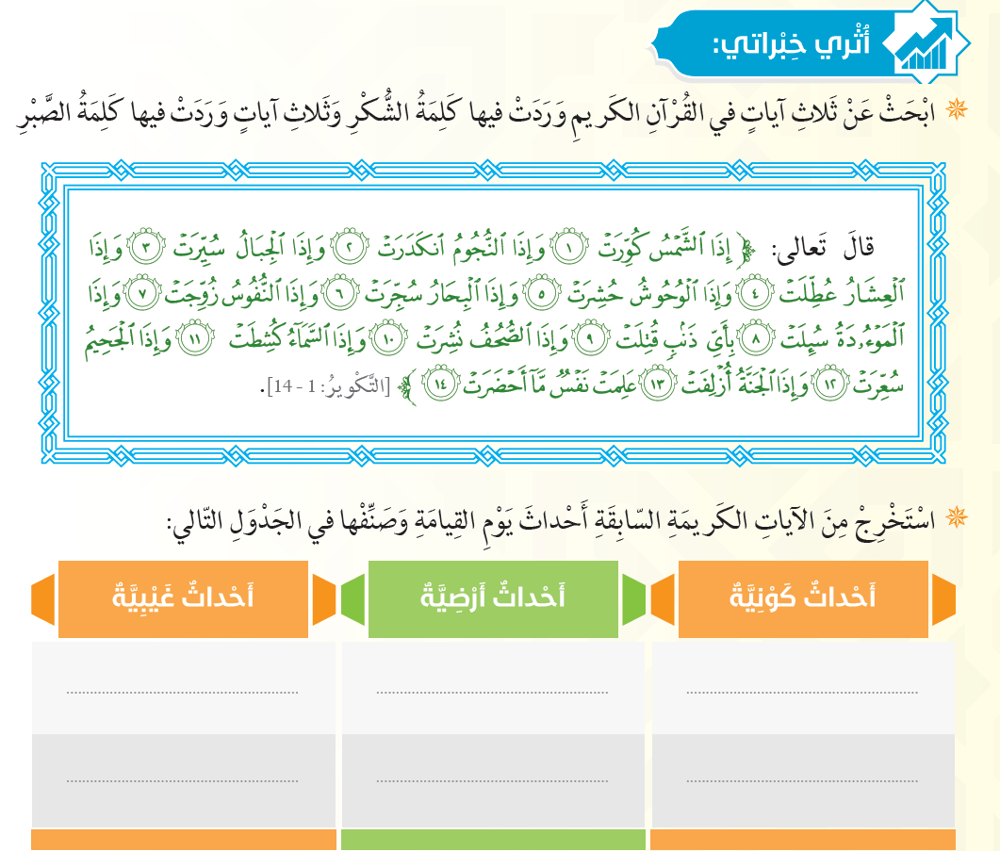 أُثْري خِبْراتي:
ابْحَثْ عَنْ ثَلاثِ آياتٍ في القُرْآنِ الكَريمِ وَرَدَتْ فيها كَلِمَةُ الشُّكْرِ وَثَلاثِ آياتٍ وَرَدَتْ فيها كَلِمَةُ الصَّبْرِ
قالَ تَعالى: ﴿ إِذَا ٱلشَّمْسُ كُوِّرَتْ ١ وَإِذَا ٱلنُّجُومُ ٱنكَدَرَتْ ٢ وَإِذَا ٱلْجِبَالُ سُيِّرَتْ ٣ وَإِذَا
ٱلْعِشَارُ عُطِّلَتْ ٤ وَإِذَا ٱلْوُحُوشُ حُشِرَتْ ٥ وَإِذَا ٱلْبِحَارُ سُجِّرَتْ ٦ وَإِذَا ٱلنُّفُوسُ زُوِّجَتْ ٧ وَإِذَا
ٱلْمَوْءُۥدَةُ سُئِلَتْ ٨ بِأَيِّ ذَنۢبٍ قُتِلَتْ ٩ وَإِذَا ٱلصُّحُفُ نُشِرَتْ ١٠ وَإِذَا ٱلسَّمَآءُ كُشِطَتْ ١١ وَإِذَا ٱلْجَحِيمُ
سُعِّرَتْ ١٢ وَإِذَا ٱلْجَنَّةُ أُزْلِفَتْ ١٣ عَلِمَتْ نَفْسٌ مَّآ أَحْضَرَتْ ١٤ ﴾ [التَّكْويرُ: 1 - 14].
اسْتَخْرِجْ مِنَ الآياتِ الكَريمَةِ السّابِقَةِ أَحْداثَ يَوْمِ القِيامَةِ وَصَنِّفْها في الجَدْوَلِ التّالي:
أَحْداثٌ كَوْنِيَّةٌ
أَحْداثٌ أَرْضِيَّةٌ
أَحْداثٌ غَيْبِيَّةٌ